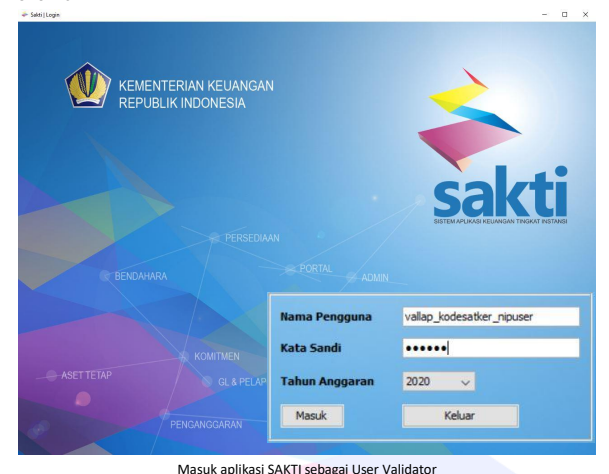 Sakti | Login
KEMENTERIAN KEUANGAN
REPUBLIK INDONESIA
sakti
SISTEM APLIKASI KEUANGAN TINGKAT INSTANSI
PERSEDIAAN
PORTAL
BENDAHARA
ADMIN
Nama Pengguna vallap_kodesatker_nipuser
Kata Sandi ●●●●●●
KOMITMEN
ASET TETAP
GL & PELAP
Tahun Anggaran 2020
Masuk Keluar
PENGANGGARAN
Masuk aplikasi SAKTI sebagai User Validator